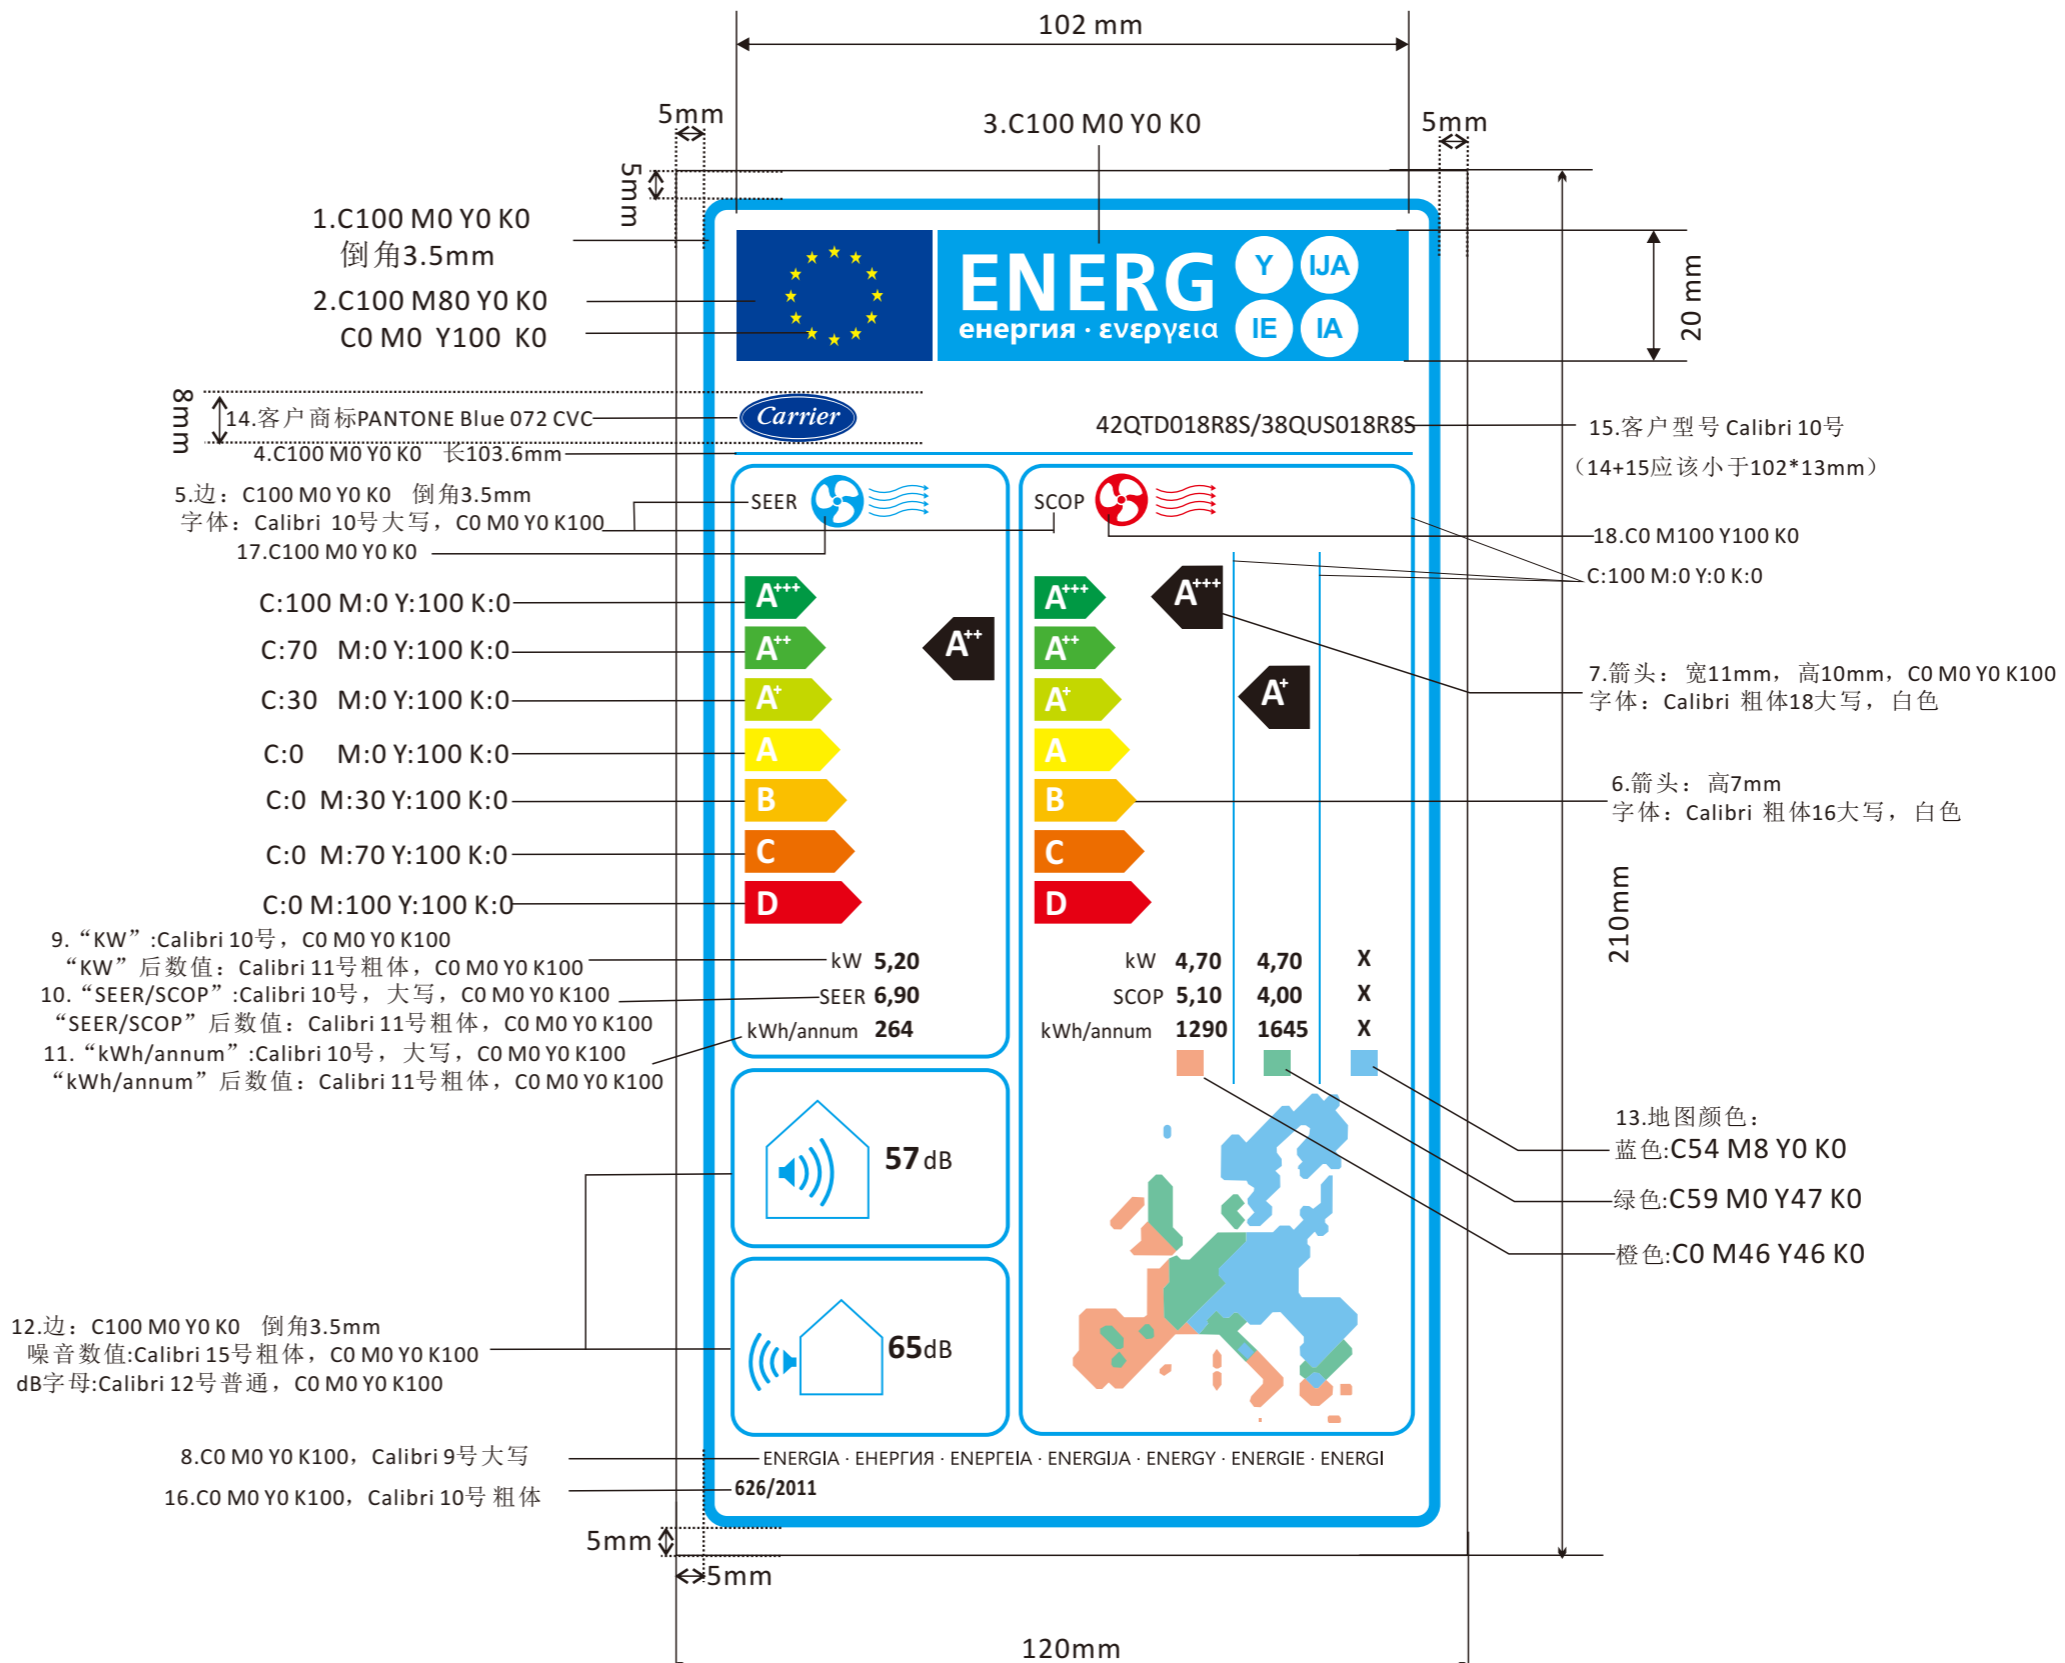 102 mm
5mm
3.C100 M0 Y0 K0
5mm
5mm
1.C100 M0 Y0 K0
倒角3.5mm
2.C100 M80 Y0 K0
C0 M0 Y100 K0
ENERG
енергия · ενεργεια
Y
IJA
IE
IA
20 mm
8mm
14.客户商标PANTONE Blue 072 CVC
Carrier
42QTD018R8S/38QUS018R8S
15.客户型号 Calibri 10号
（14+15应该小于102*13mm）
4.C100 M0 Y0 K0 长103.6mm
5.边：C100 M0 Y0 K0 倒角3.5mm
字体：Calibri 10号大写，C0 M0 Y0 K100
SEER
SCOP
17.C100 M0 Y0 K0
18.C0 M100 Y100 K0
C:100 M:0 Y:0 K:0
C:100 M:0 Y:100 K:0
A+++
A+++
A+++
C:70 M:0 Y:100 K:0
A++
A++
A++
C:30 M:0 Y:100 K:0
A+
A+
A+
7.箭头：宽11mm，高10mm，C0 M0 Y0 K100
字体：Calibri 粗体18大写，白色
C:0 M:0 Y:100 K:0
A
A
C:0 M:30 Y:100 K:0
B
B
6.箭头：高7mm
字体：Calibri 粗体16大写，白色
C:0 M:70 Y:100 K:0
C
C
C:0 M:100 Y:100 K:0
D
D
210mm
9.“KW”:Calibri 10号，C0 M0 Y0 K100
“KW”后数值：Calibri 11号粗体，C0 M0 Y0 K100
10.“SEER/SCOP”:Calibri 10号，大写，C0 M0 Y0 K100
“SEER/SCOP”后数值：Calibri 11号粗体，C0 M0 Y0 K100
11.“kWh/annum”:Calibri 10号，大写，C0 M0 Y0 K100
“kWh/annum”后数值：Calibri 11号粗体，C0 M0 Y0 K100
kW 5,20
SEER 6,90
kWh/annum 264
kW 4,70 4,70 X
SCOP 5,10 4,00 X
kWh/annum 1290 1645 X
13.地图颜色：
蓝色:C54 M8 Y0 K0
绿色:C59 M0 Y47 K0
橙色:C0 M46 Y46 K0
57 dB
65dB
12.边：C100 M0 Y0 K0 倒角3.5mm
噪音数值:Calibri 15号粗体，C0 M0 Y0 K100
dB字母:Calibri 12号普通，C0 M0 Y0 K100
8.C0 M0 Y0 K100，Calibri 9号大写
ENERGIA · ЕНЕРГИЯ · ΕΝΕΡΓΕΙΑ · ENERGIJA · ENERGY · ENERGIE · ENERGI
16.C0 M0 Y0 K100，Calibri 10号 粗体
626/2011
5mm
5mm
120mm